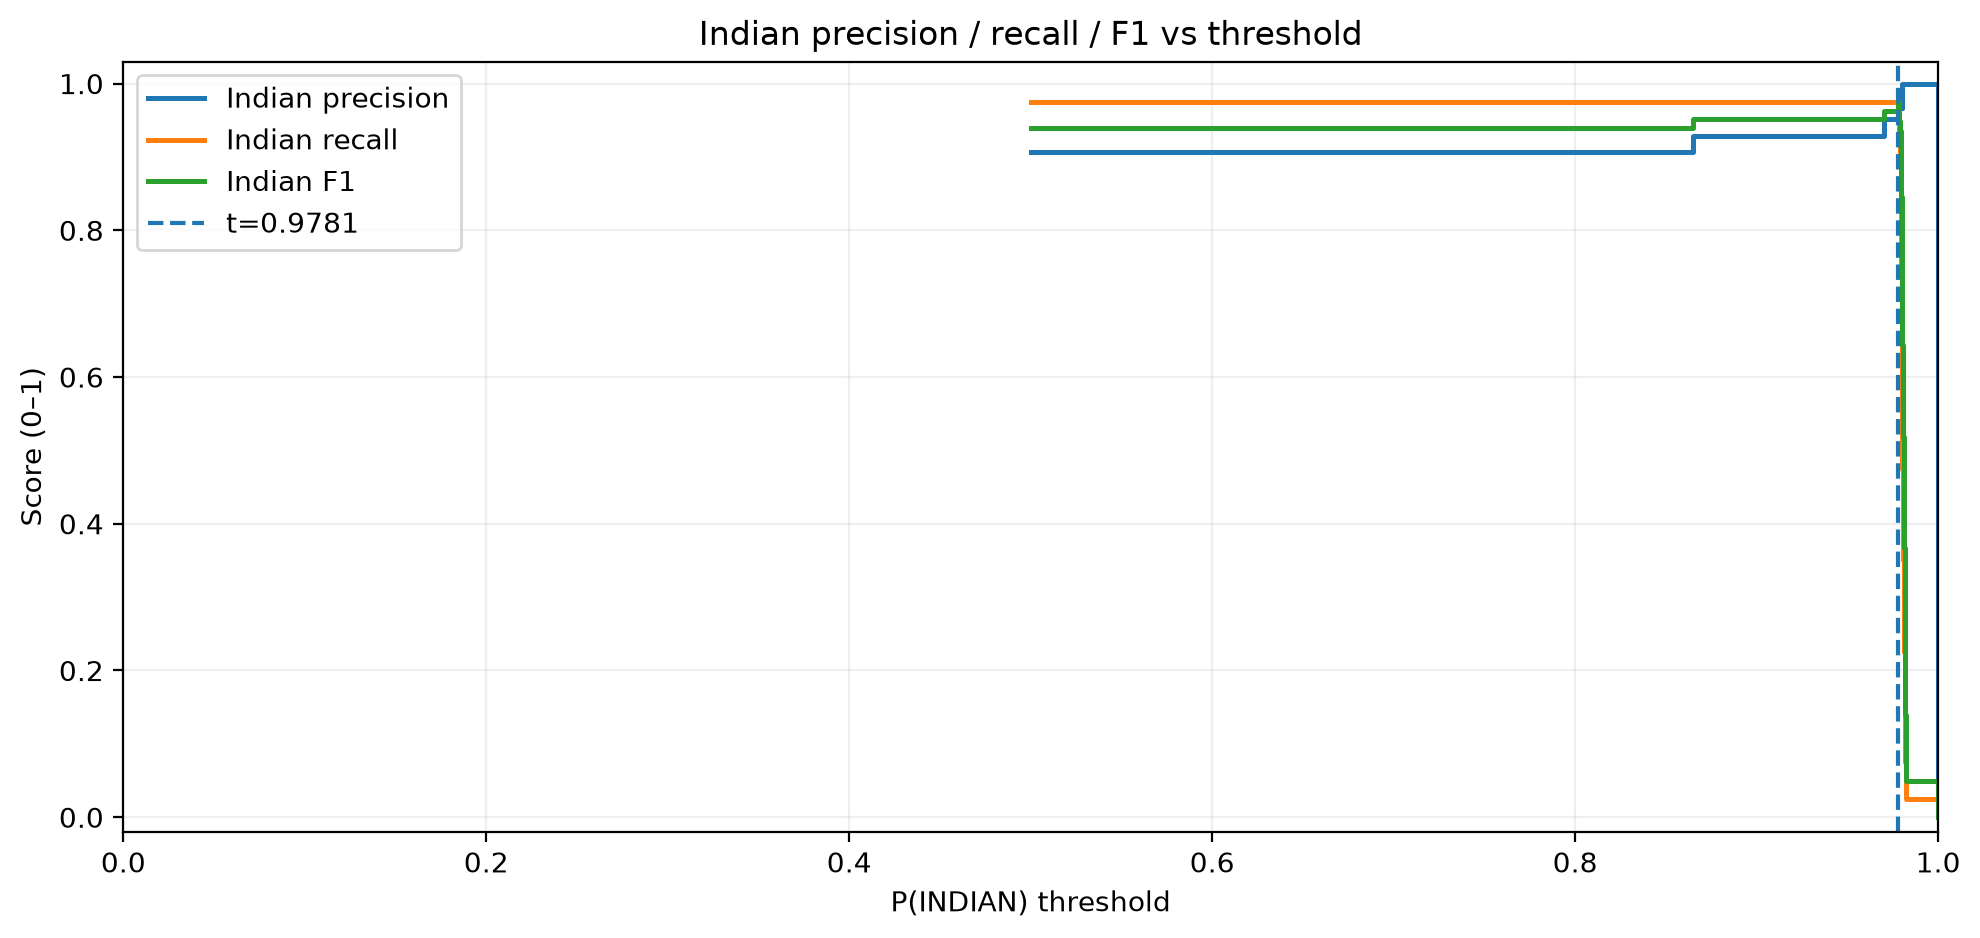 Indian precision / recall / F1 vs threshold
1.0
0.8
0.6
0.4
0.2
0.0
Score (0–1)
Indian precision
Indian recall
Indian F1
t=0.9781
0.0 0.2 0.4 0.6 0.8 1.0
P(INDIAN) threshold